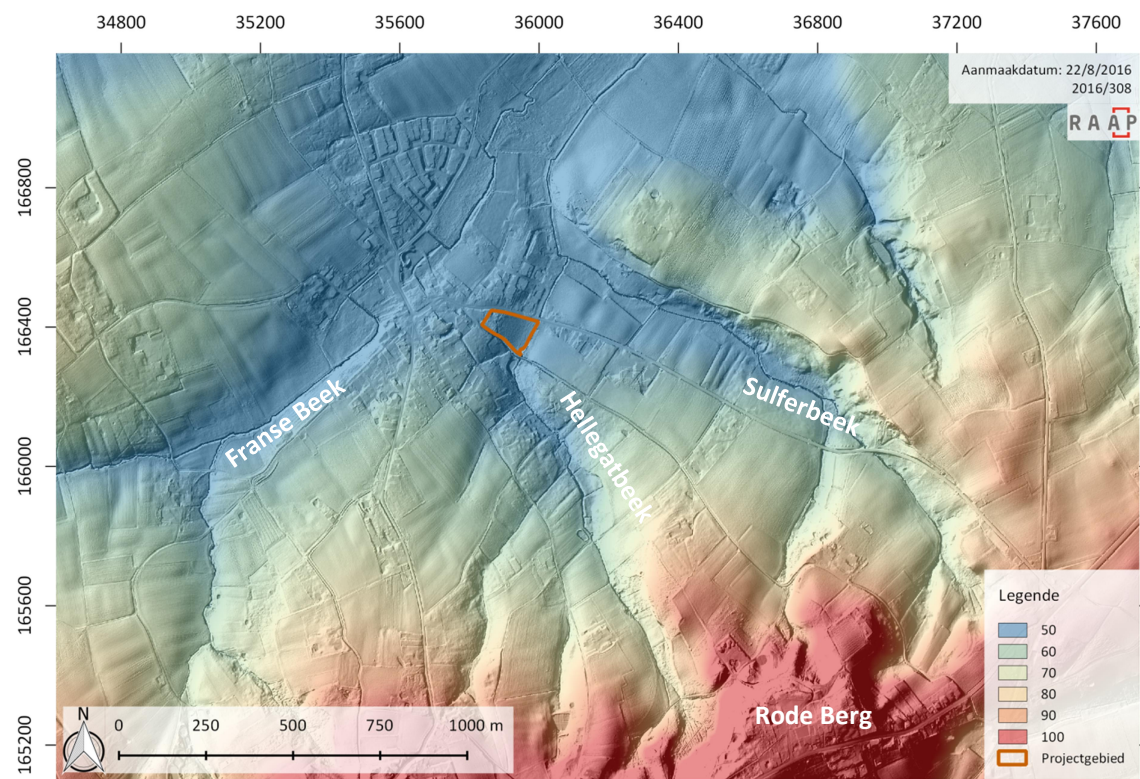 34800 35200 35600 36000 36400 36800 37200 37600
Aanmaakdatum: 22/8/2016
2016/308
RAAP
166800
166400
166000
165600
165200
Franse Beek
Hellegatbeek
Sulferbeek
Rode Berg
Legende
50
60
70
80
90
100
Projectgebied
N
0 250 500 750 1000 m